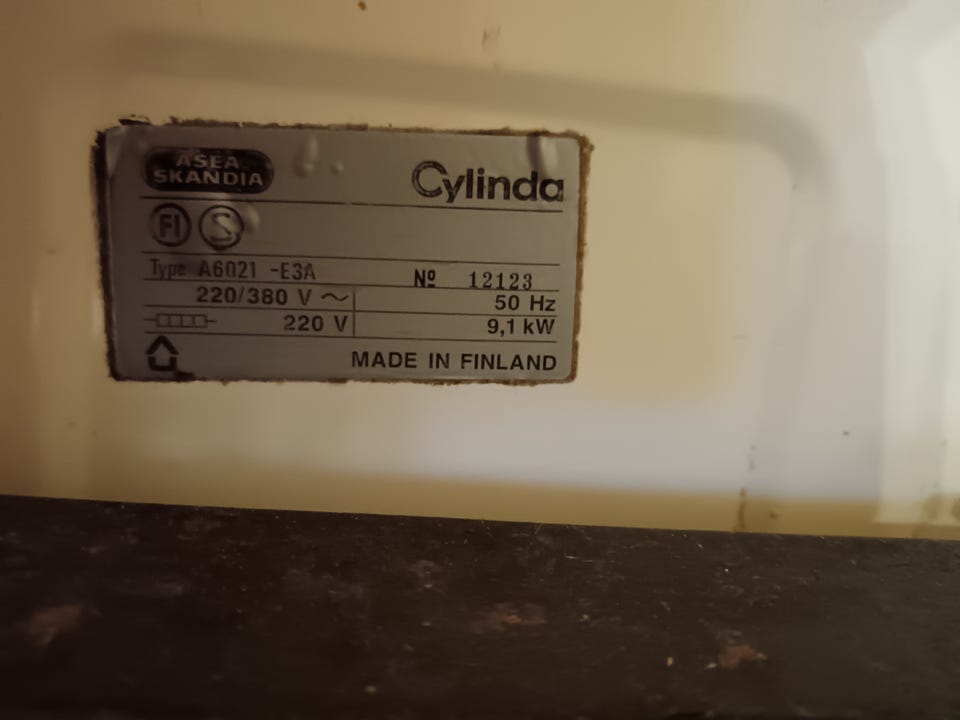 ASEA
SKANDIA
Cylinda
FI S
Type A6021 -E3A Nº 12123
220/380 V ~ 50 Hz
220 V 9,1 kW
MADE IN FINLAND